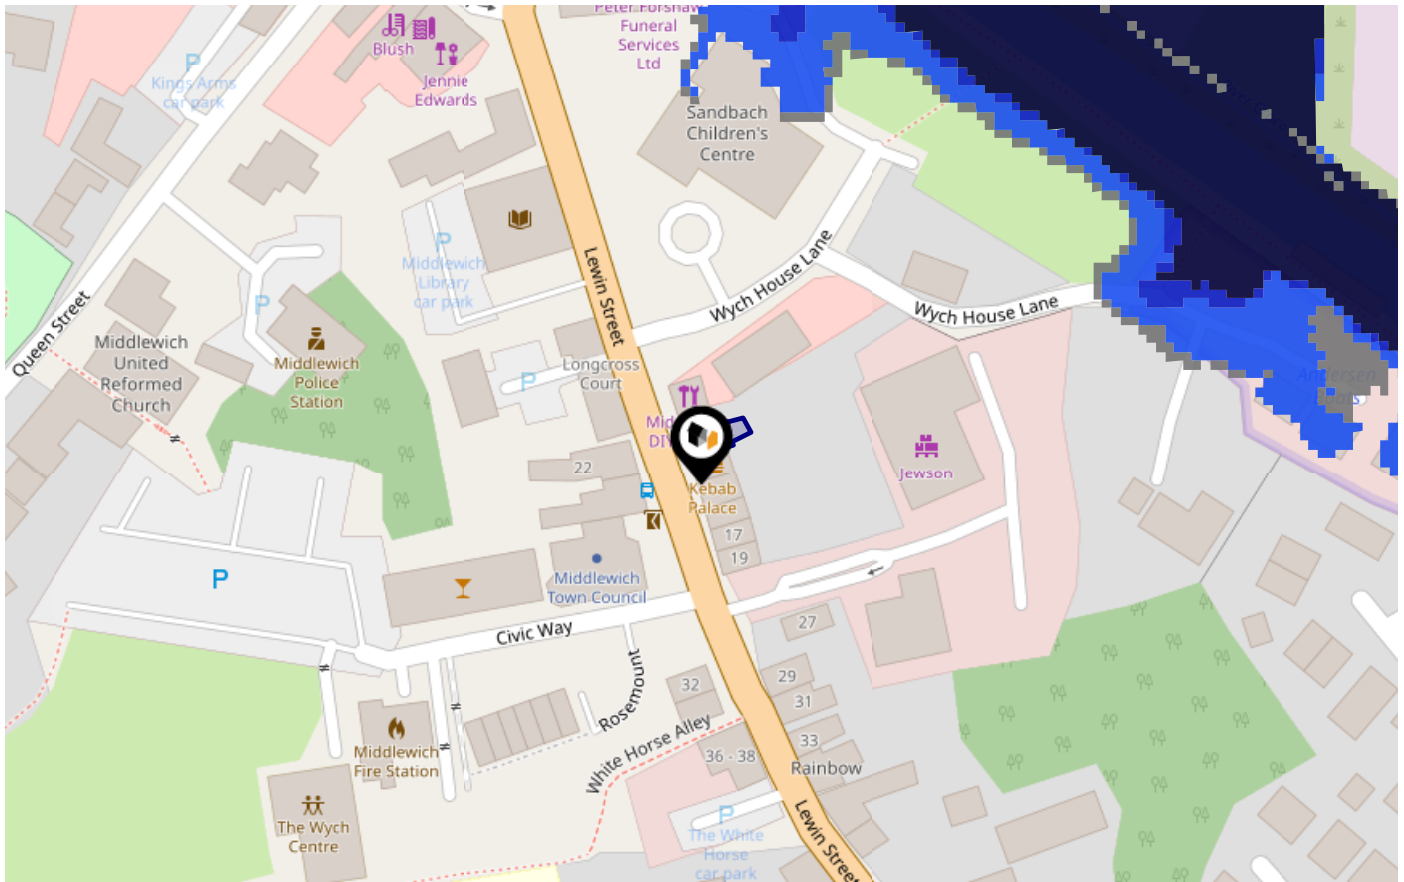 Peter Forshaw
Funeral
Services
Ltd
Blush
Jennie
Edwards
P
Kings Arms
car park
Sandbach
Children's
Centre
P
Middlewich
Library
car park
Lewin Street
Wych House Lane
Wych House Lane
P
Queen Street
Middlewich
United
Reformed
Church
Middlewich
Police
Station
Longcross
Court
P
Andersen
Boats
Jewson
22
Kebab
Palace
17
19
P
Middlewich
Town Council
Civic Way
27
29
31
32
33
Rosemount
White Horse Alley
36 - 38
Rainbow
Middlewich
Fire Station
The Wych
Centre
P
The White
Horse
car park
Lewin Street